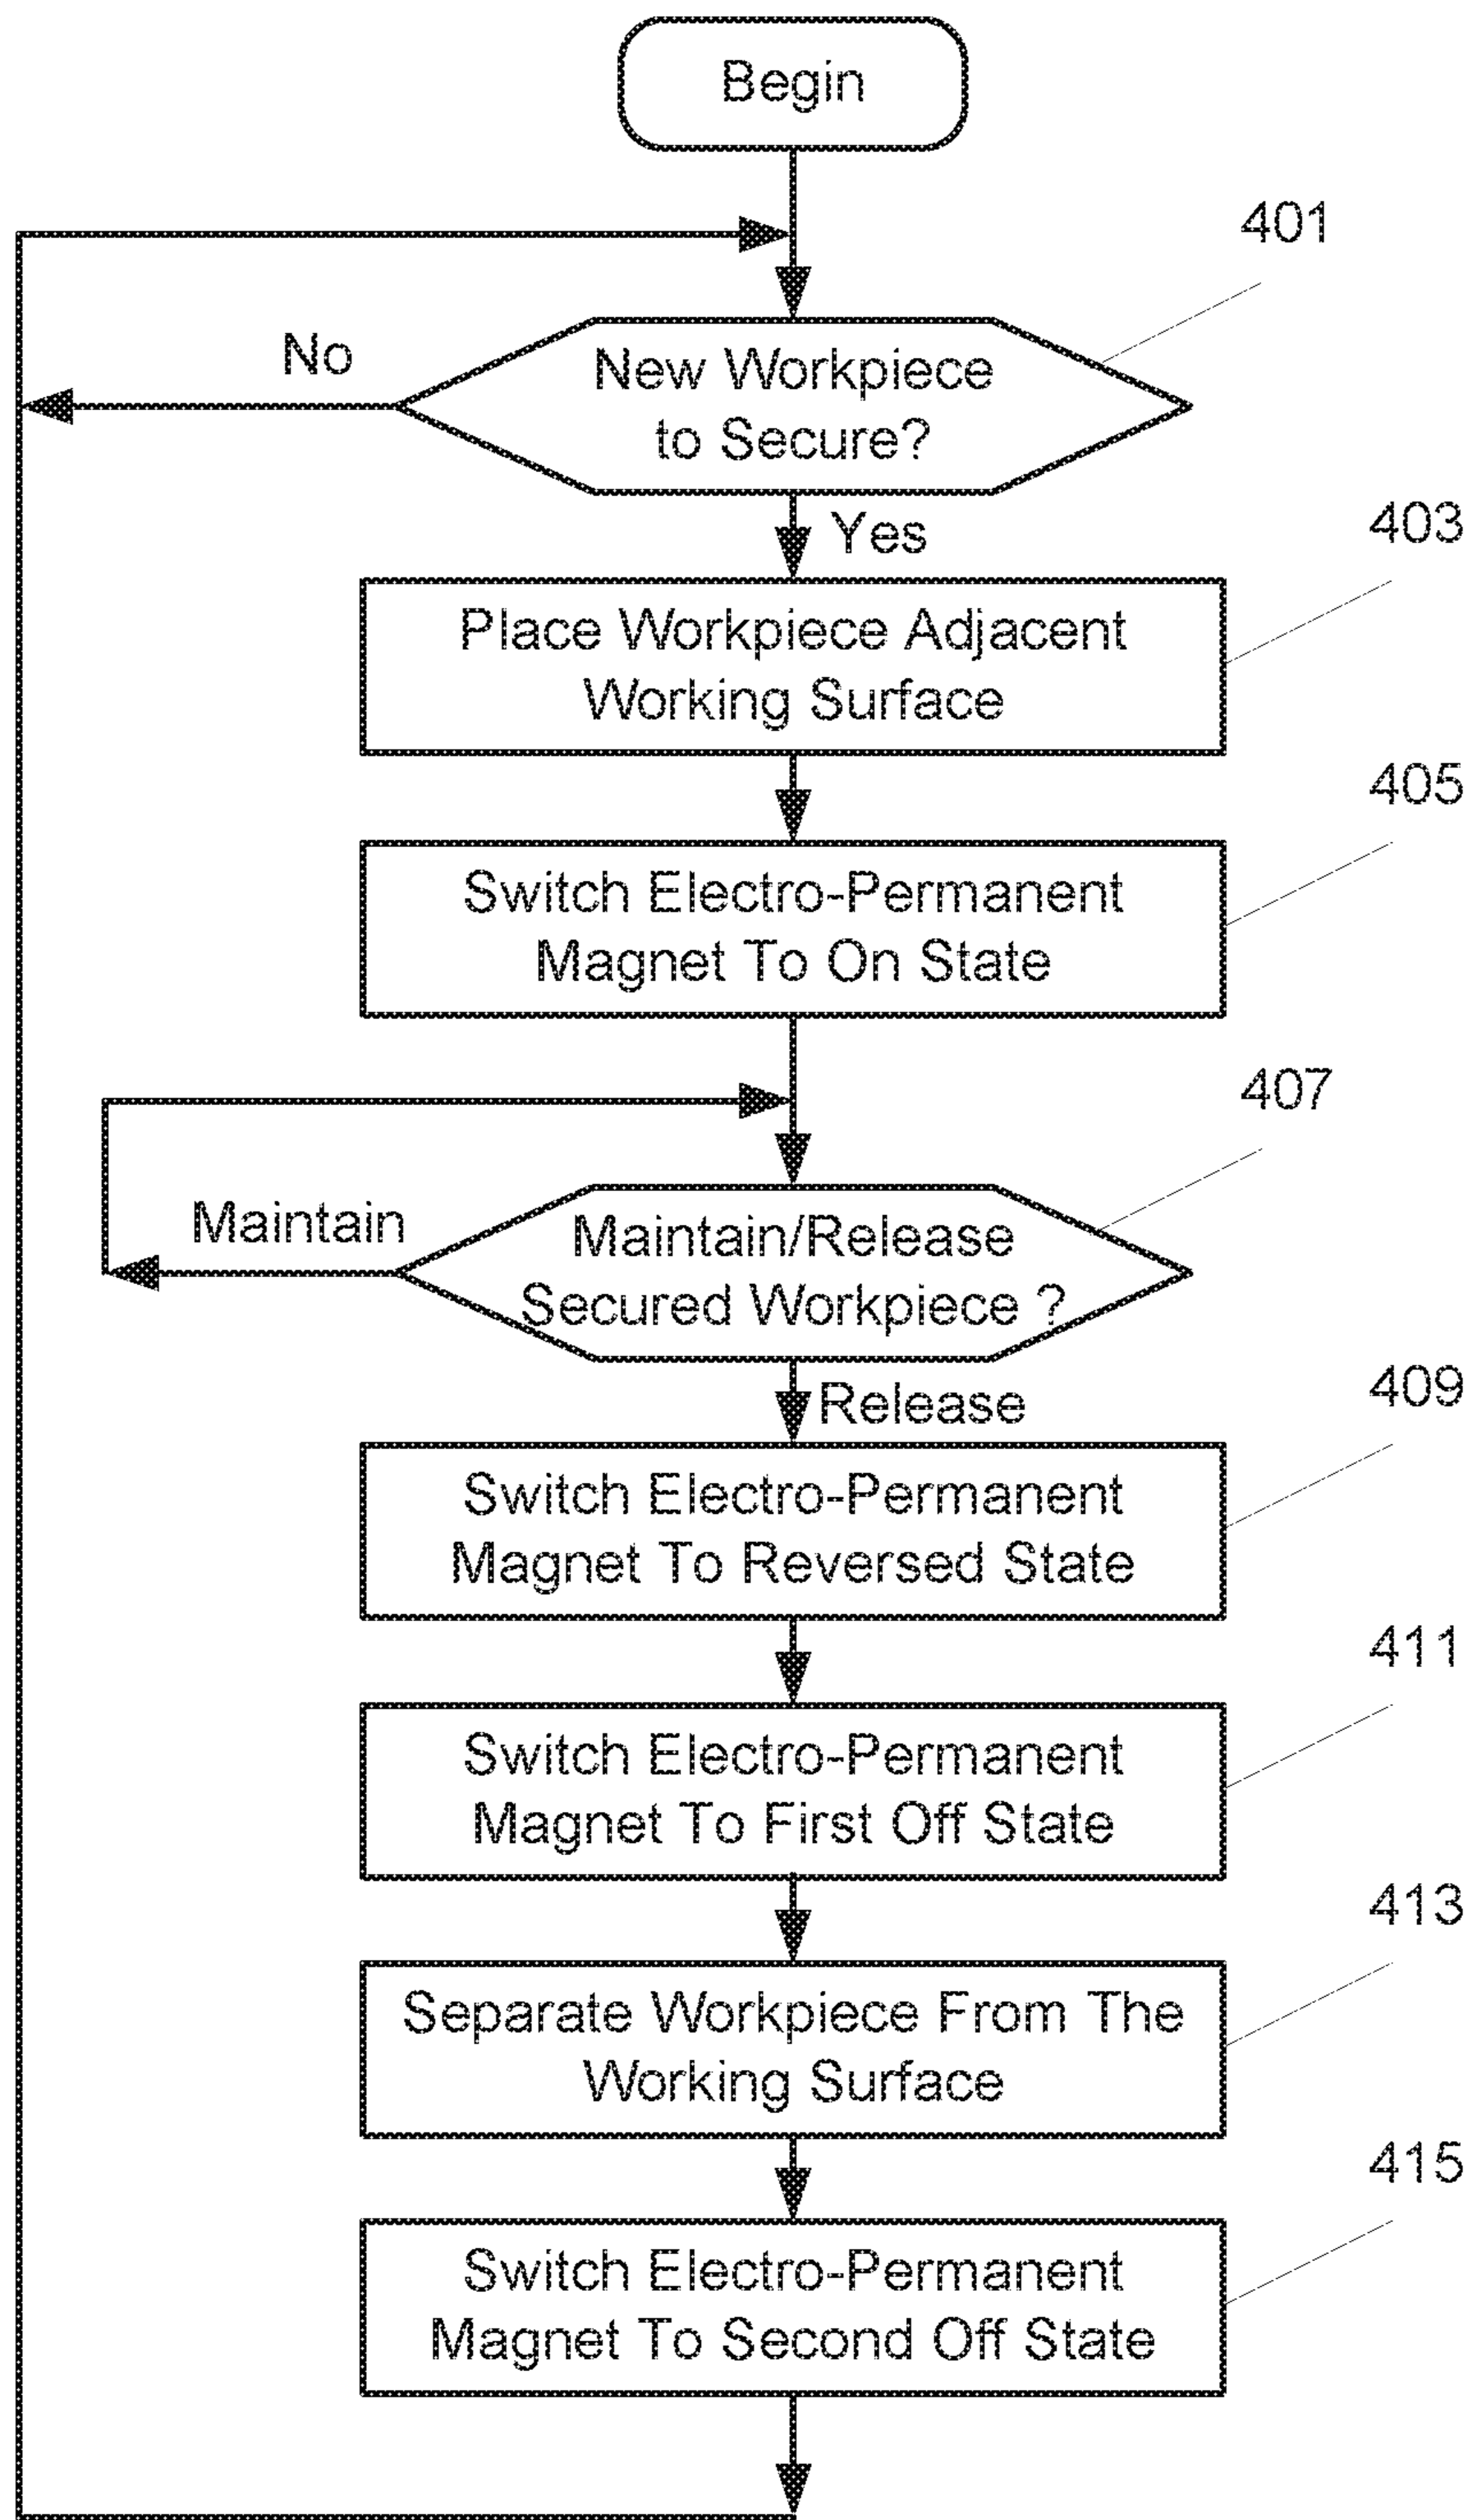 Begin
401
No
New Workpiece
to Secure?
Yes
403
Place Workpiece Adjacent
Working Surface
405
Switch Electro-Permanent
Magnet To On State
407
Maintain
Maintain/Release
Secured Workpiece ?
Release
409
Switch Electro-Permanent
Magnet To Reversed State
411
Switch Electro-Permanent
Magnet To First Off State
413
Separate Workpiece From The
Working Surface
415
Switch Electro-Permanent
Magnet To Second Off State